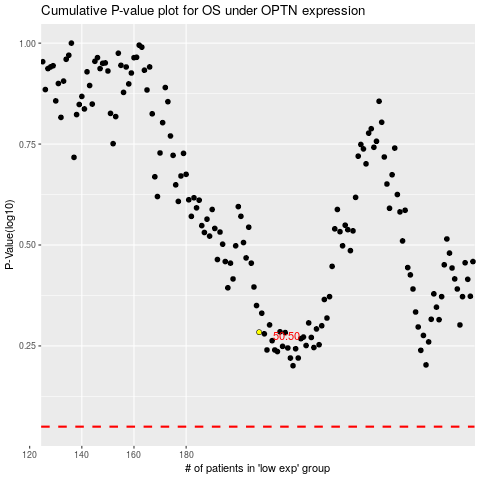 Cumulative P-value plot for OS under OPTN expression
P-Value(log10)
1.00
0.75
0.50
0.25
50:50
120 140 160 180
# of patients in 'low exp' group